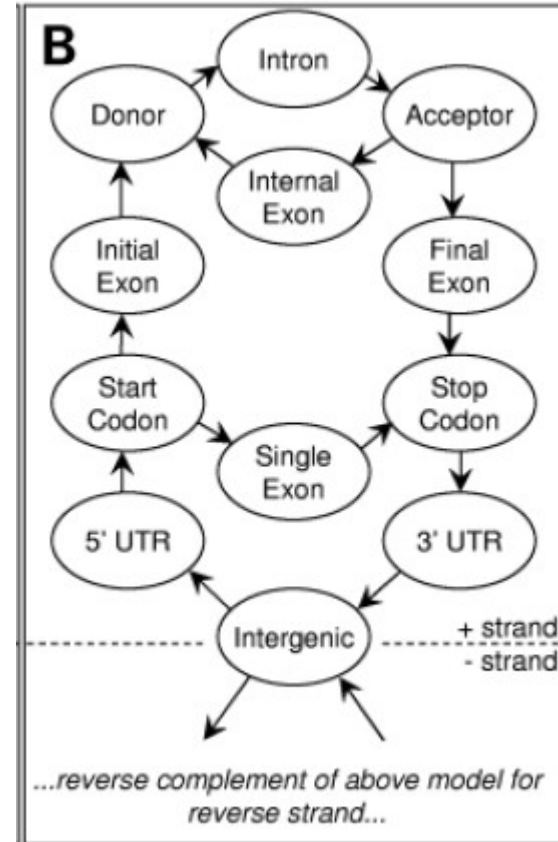 B
Intron
Donor
Acceptor
Internal
Exon
Initial
Exon
Final
Exon
Start
Codon
Stop
Codon
Single
Exon
5' UTR
3' UTR
Intergenic
+ strand
- strand
...reverse complement of above model for
reverse strand...